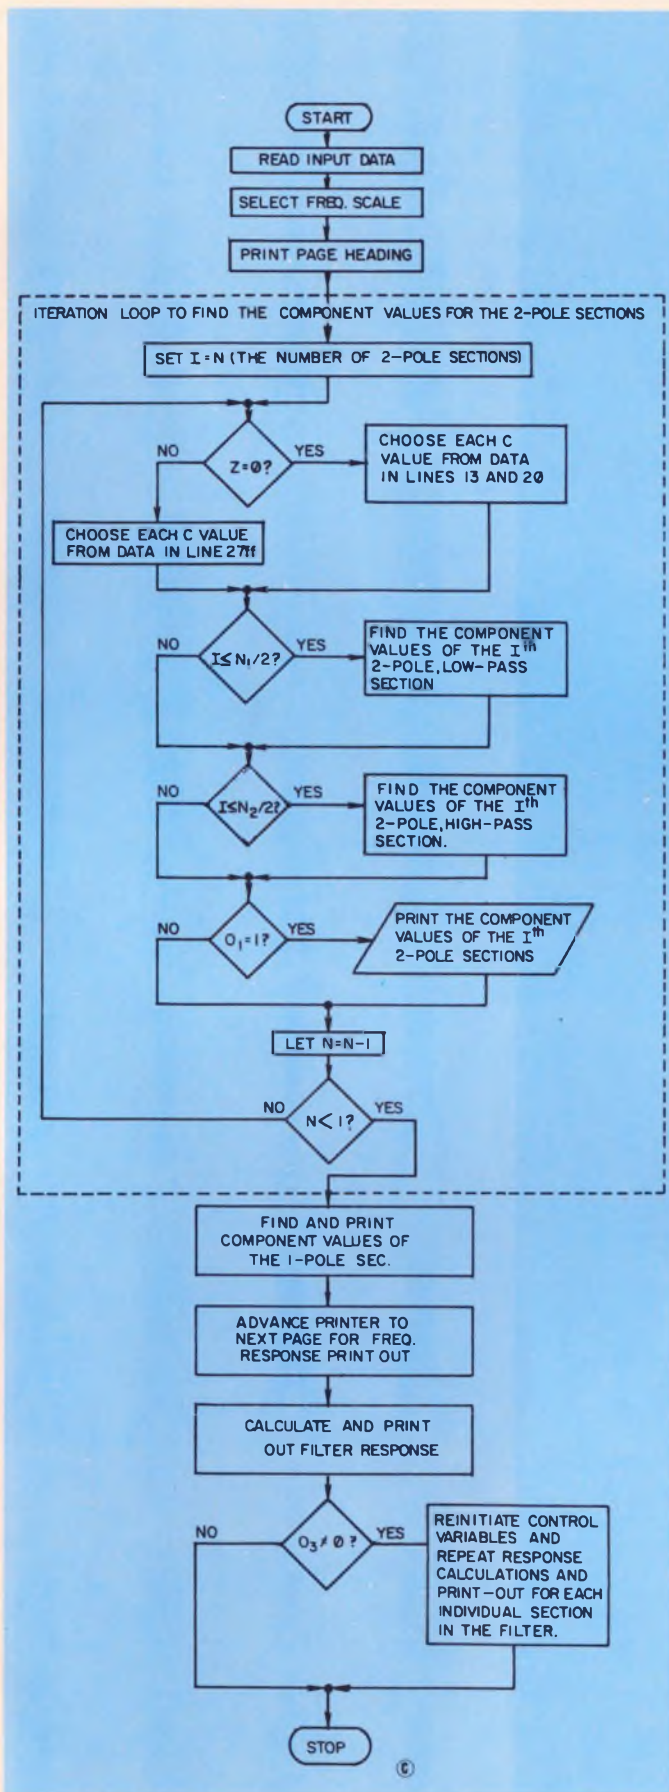 START
READ INPUT DATA
SELECT FREQ. SCALE
PRINT PAGE HEADING
ITERATION LOOP TO FIND THE COMPONENT VALUES FOR THE 2-POLE SECTIONS
SET I=N (THE NUMBER OF 2-POLE SECTIONS)
NO
Z=0?
YES
CHOOSE EACH C
VALUE FROM DATA
IN LINES 13 AND 20
CHOOSE EACH C VALUE
FROM DATA IN LINE 27ff
NO
I≤N₁/2?
YES
FIND THE COMPONENT
VALUES OF THE Iᵗʰ
2-POLE, LOW-PASS
SECTION
NO
I≤N₂/2?
YES
FIND THE COMPONENT
VALUES OF THE Iᵗʰ
2-POLE, HIGH-PASS
SECTION.
NO
O₁=1?
YES
PRINT THE COMPONENT
VALUES OF THE Iᵗʰ
2-POLE SECTIONS
LET N=N-1
NO
N<1?
YES
FIND AND PRINT
COMPONENT VALUES OF
THE 1-POLE SEC.
ADVANCE PRINTER TO
NEXT PAGE FOR FREQ.
RESPONSE PRINT OUT
CALCULATE AND PRINT
OUT FILTER RESPONSE
NO
O₃≠0?
YES
REINITIATE CONTROL
VARIABLES AND
REPEAT RESPONSE
CALCULATIONS AND
PRINT-OUT FOR EACH
INDIVIDUAL SECTION
IN THE FILTER.
STOP
Ⓒ